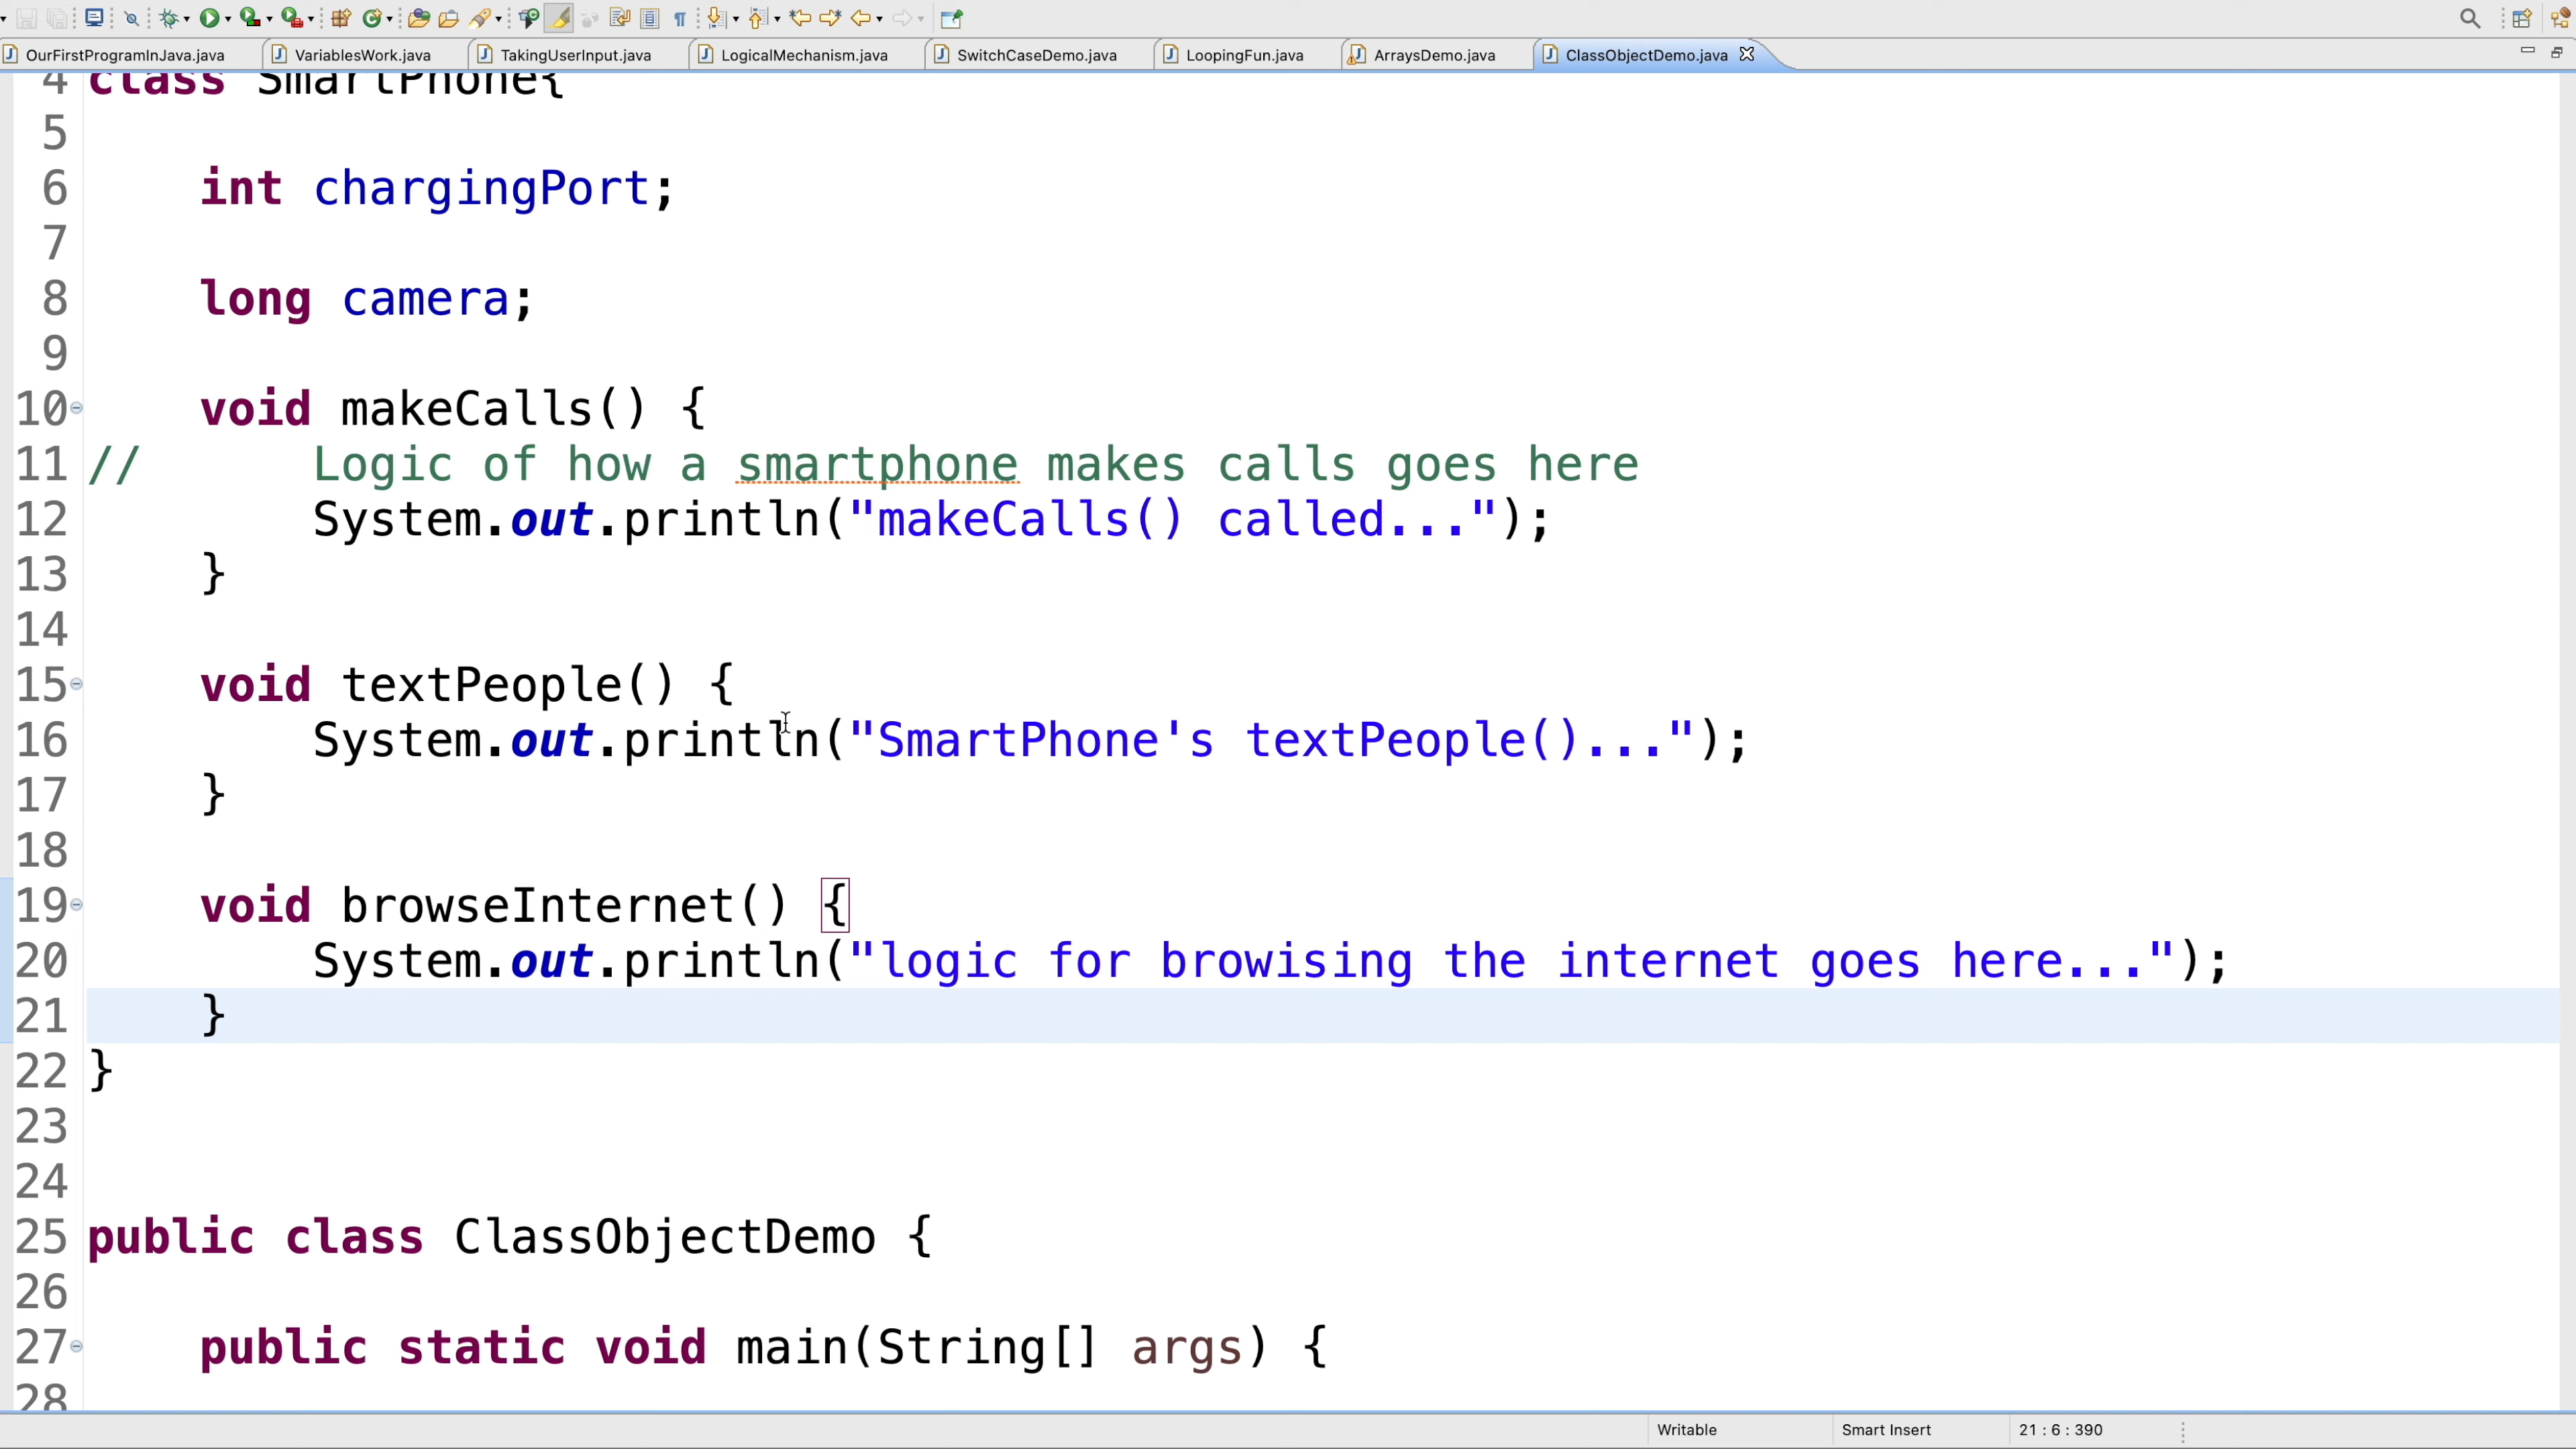 OurFirstProgramInJava.java VariablesWork.java TakingUserInput.java LogicalMechanism.java SwitchCaseDemo.java LoopingFun.java ArraysDemo.java ClassObjectDemo.java
4 class SmartPhone{
5
6 int chargingPort;
7
8 long camera;
9
10 void makeCalls() {
11 // Logic of how a smartphone makes calls goes here
12 System.out.println("makeCalls() called...");
13 }
14
15 void textPeople() {
16 System.out.println("SmartPhone's textPeople()...");
17 }
18
19 void browseInternet() {
20 System.out.println("logic for browising the internet goes here...");
21 }
22 }
23
24
25 public class ClassObjectDemo {
26
27 public static void main(String[] args) {
28
Writable Smart Insert 21 : 6 : 390